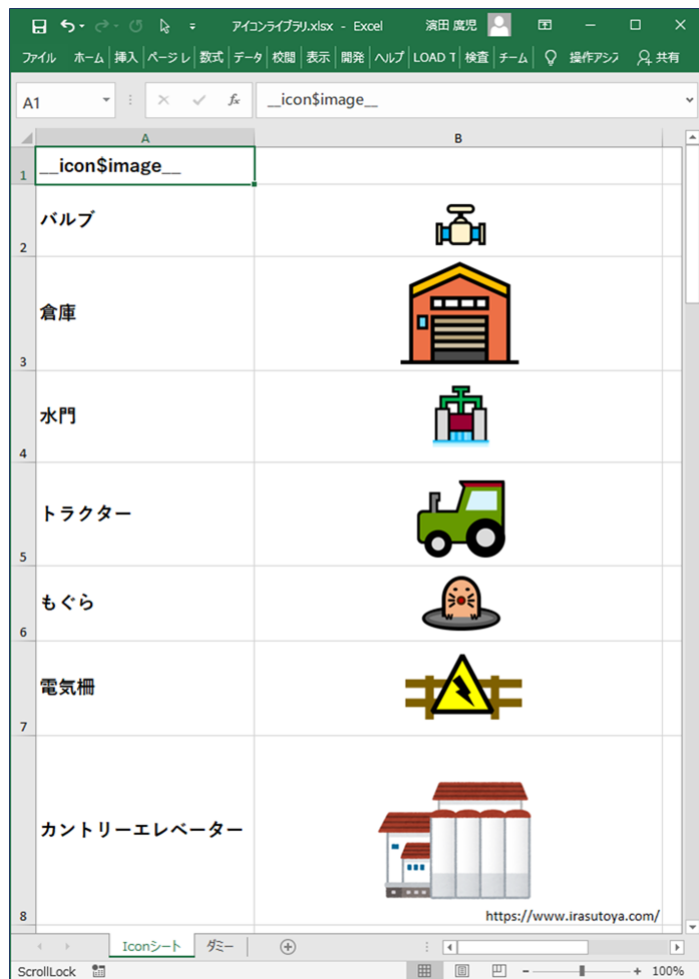 アイコンライブラリ.xlsx - Excel
濱田 廣児
ファイル ホーム 挿入 ページ レ 数式 データ 校閲 表示 開発 ヘルプ LOAD T 検査 チーム 操作アシス 共有
A1 fx __icon$image__
A B
1 __icon$image__
2 バルブ
3 倉庫
4 水門
5 トラクター
6 もぐら
7 電気柵
8 カントリーエレベーター
https://www.irasutoya.com/
Iconシート ダミー
ScrollLock 100%